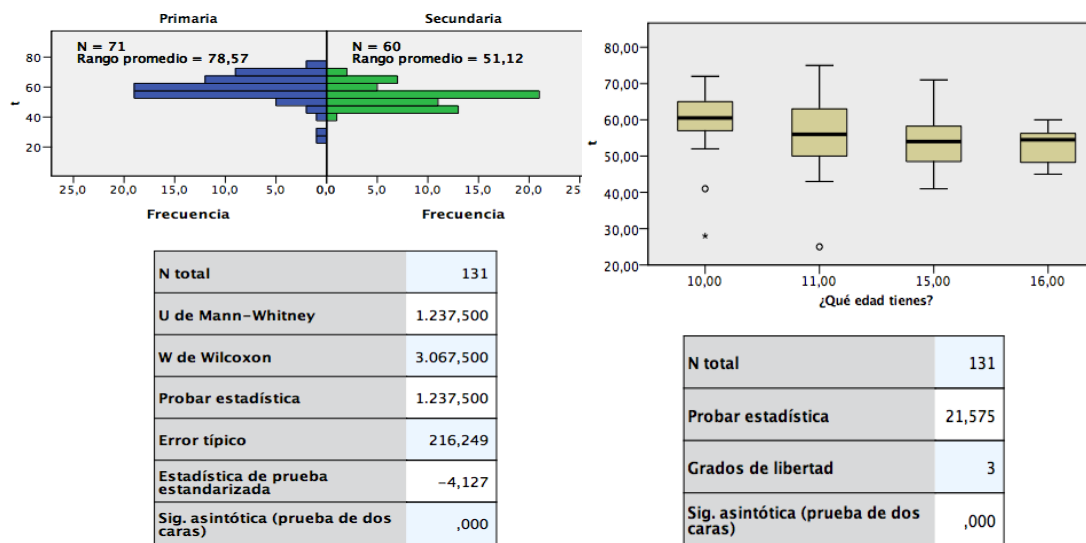 Primaria Secundaria
N = 71 N = 60
Rango promedio = 78,57 Rango promedio = 51,12
80
60
40
20
t
25,0 20,0 15,0 10,0 5,0 0,0 5,0 10,0 15,0 20,0 25
Frecuencia Frecuencia
N total 131
U de Mann-Whitney 1.237,500
W de Wilcoxon 3.067,500
Probar estadística 1.237,500
Error típico 216,249
Estadística de prueba
estandarizada -4,127
Sig. asintótica (prueba de dos
caras) ,000
80,00
70,00
60,00
50,00
40,00
30,00
20,00
t
10,00 11,00 15,00 16,00
¿Qué edad tienes?
N total 131
Probar estadística 21,575
Grados de libertad 3
Sig. asintótica (prueba de dos
caras) ,000